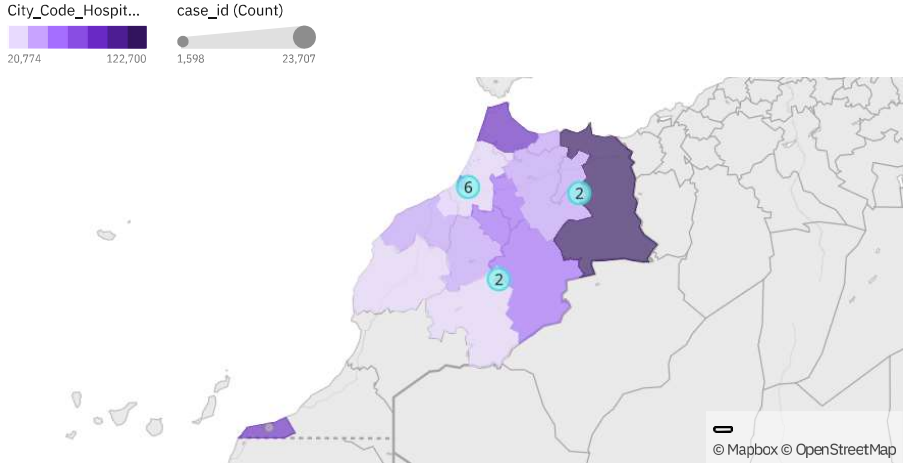 City_Code_Hospit... case_id (Count)
20,774 122,700 1,598 23,707
6
2
2
© Mapbox © OpenStreetMap